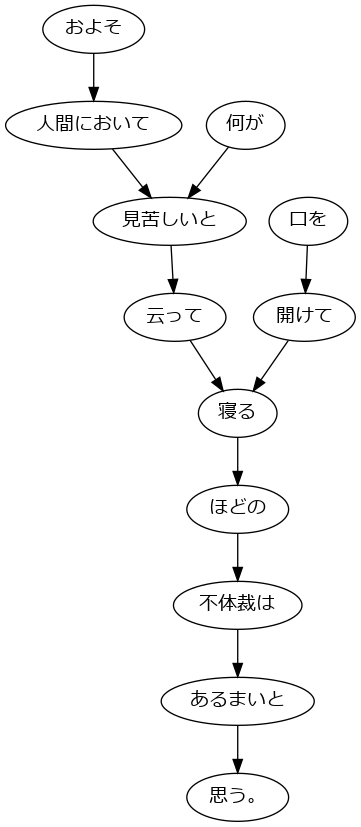 およそ
人間において
何が
見苦しいと
口を
云って
開けて
寝る
ほどの
不体裁は
あるまいと
思う。